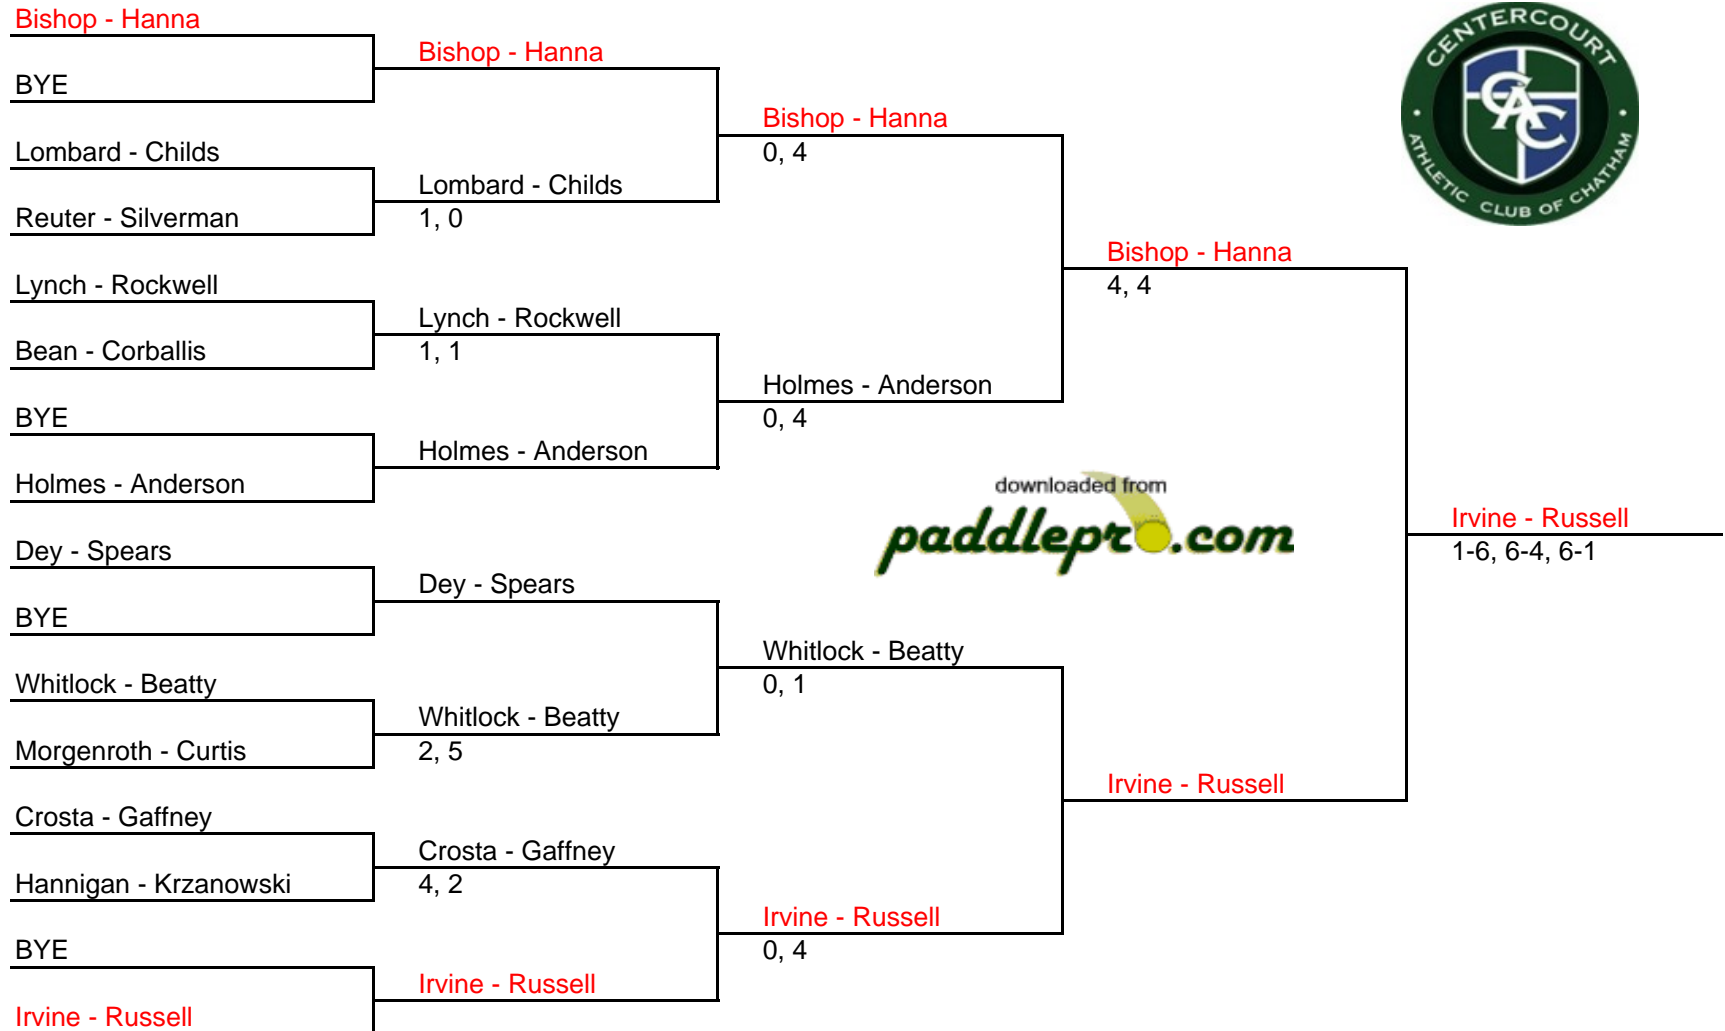 Bishop - Hanna
BYE
Lombard - Childs
Reuter - Silverman
Lynch - Rockwell
Bean - Corballis
BYE
Holmes - Anderson
Dey - Spears
BYE
Whitlock - Beatty
Morgenroth - Curtis
Crosta - Gaffney
Hannigan - Krzanowski
BYE
Irvine - Russell
Bishop - Hanna
Lombard - Childs
1, 0
Lynch - Rockwell
1, 1
Holmes - Anderson
Dey - Spears
Whitlock - Beatty
2, 5
Crosta - Gaffney
4, 2
Irvine - Russell
Bishop - Hanna
0, 4
Holmes - Anderson
0, 4
Whitlock - Beatty
0, 1
Irvine - Russell
0, 4
Bishop - Hanna
4, 4
Irvine - Russell
Irvine - Russell
1-6, 6-4, 6-1
downloaded from
paddlepro.com
CENTERCOURT
CAC
ATHLETIC CLUB OF CHATHAM